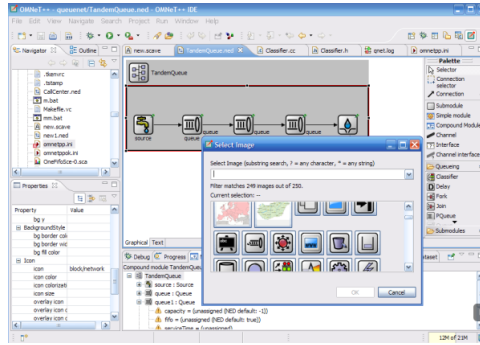 OMNeT++ - queuenet/TandemQueue.ned - OMNeT++ IDE
File Edit View Navigate Search Project Run Window Help
Navigator
Outline
new.scave
TandemQueue.ned
Classifier.cc
Classifier.h
qnet.log
omnetpp.ini
.tkenvrc
.tstamp
CallCenter.ned
m.bat
Makefile.vc
mm.bat
new.scave
new1.ned
omnetpp.ini
omnetppok.ini
OneFifoSce-0.sca
TandemQueue
source
queue
queue
queue
Palette
Selector
Connection selector
Connection
Submodule
Simple module
Compound Module
Channel
Interface
Channel interface
Queueing
Classifier
Delay
Fork
Join
PQueue
Submodules
Select Image
Select Image (substring search, ? = any character, * = any string)
Filter matches 249 images out of 250.
Current selection: --
OK
Cancel
Properties
Property
Value
bg y
BackgroundStyle
bg border col
bg border wid
bg fill color
Icon
icon
block/network
icon color
icon colorizati
icon size
overlay icon
overlay icon c
overlay icon c
Graphical
Text
Debug
Progress
Dataset
Compound module TandemQueue
TandemQueue
source : Source
queue : Queue
queue1 : Queue
capacity = (unassigned (NED default: -1))
fifo = (unassigned (NED default: true))
serviceTime = (unassigned)
12M of 21M